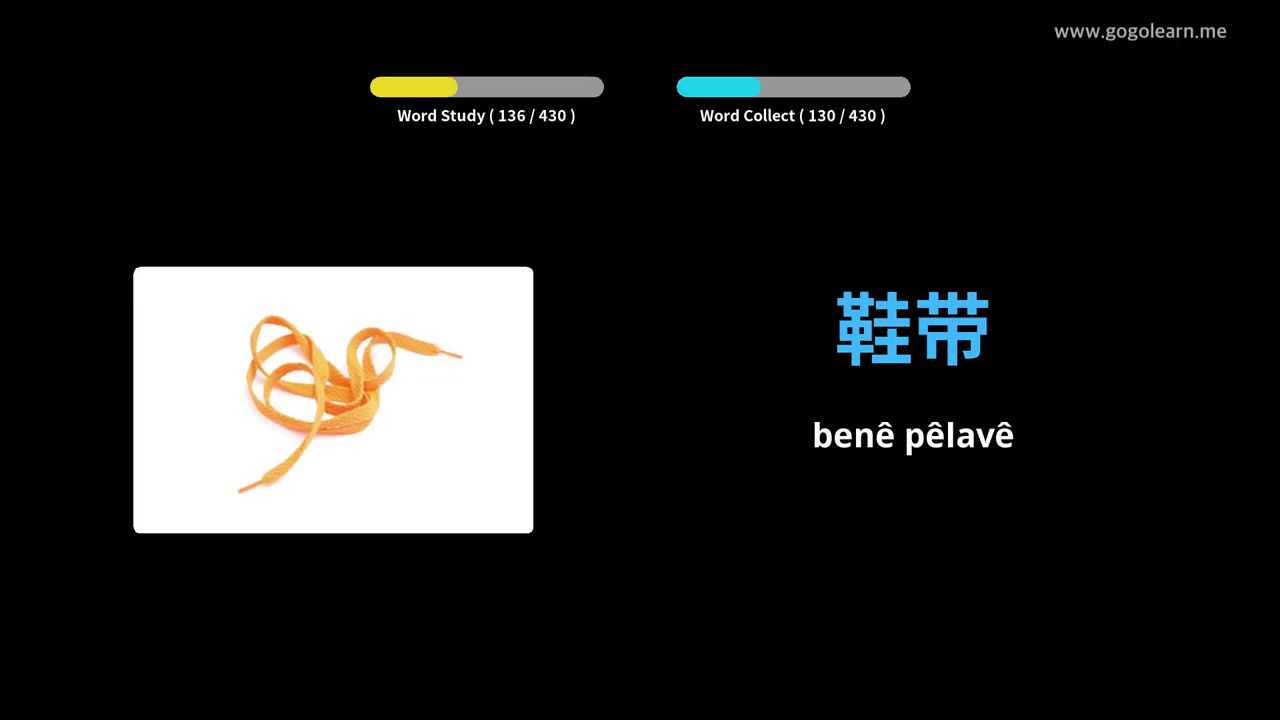 www.gogolearn.me
Word Study ( 136 / 430 )
Word Collect ( 130 / 430 )
鞋带
benê pêlavê